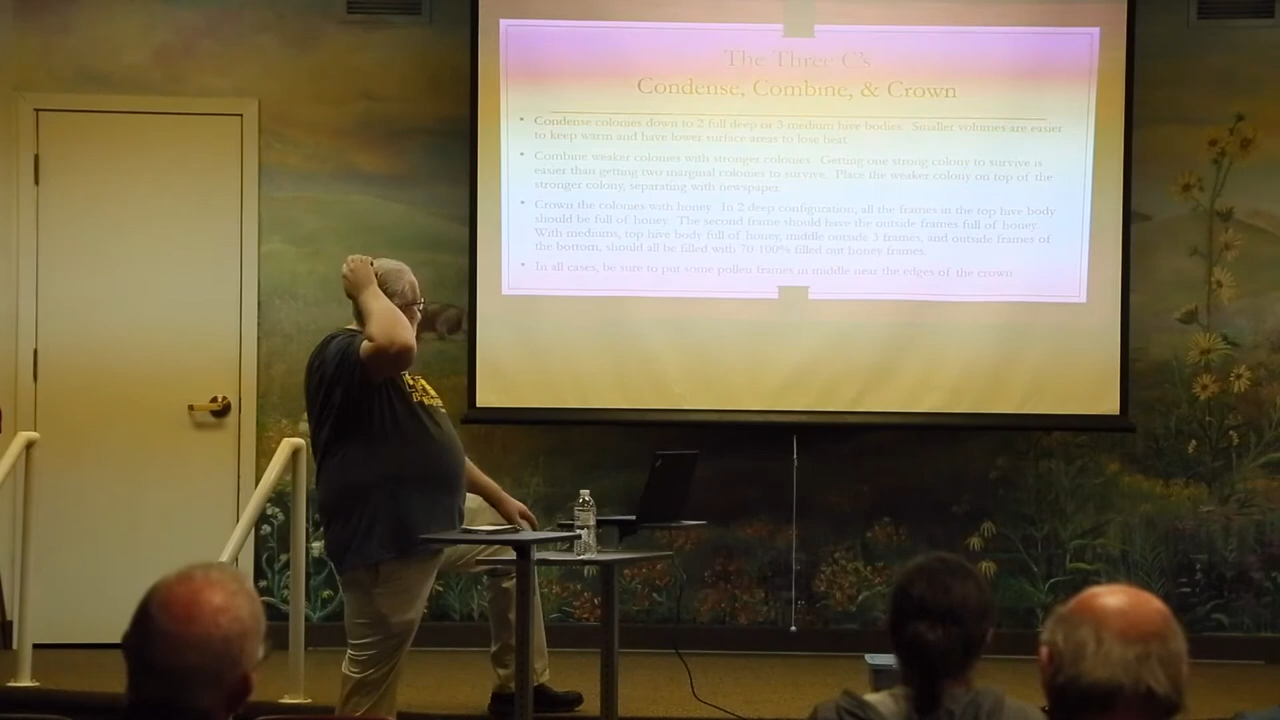 The Three C's
Condense, Combine, & Crown
• Condense colonies down to 2 full deep or 3 medium hive bodies. Smaller volumes are easier
to keep warm and have lower surface areas to lose heat.
• Combine weaker colonies with stronger colonies. Getting one strong colony to survive is
easier than getting two marginal colonies to survive. Place the weaker colony on top of the
stronger colony, separating with newspaper.
• Crown the colonies with honey. In 2 deep configuration, all the frames in the top hive body
should be full of honey. The second frame should have the outside frames full of honey.
With mediums, top hive body full of honey, middle outside 3 frames, and outside frames of
the bottom, should all be filled with 70-100% filled out honey frames.
• In all cases, be sure to put some pollen frames in middle near the edges of the crown